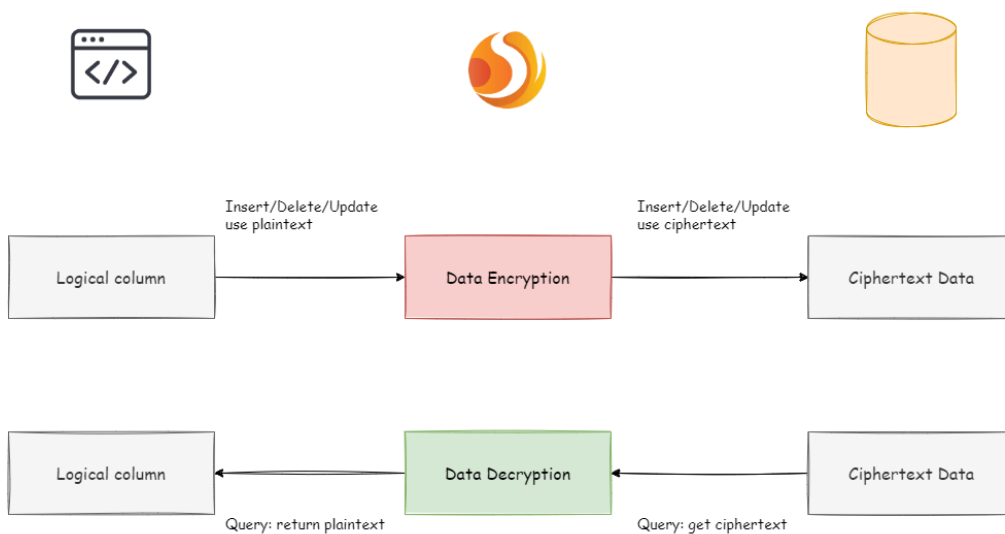 </>
Insert/Delete/Update
use plaintext
Insert/Delete/Update
use ciphertext
Logical column
Data Encryption
Ciphertext Data
Logical column
Data Decryption
Ciphertext Data
Query: return plaintext
Query: get ciphertext